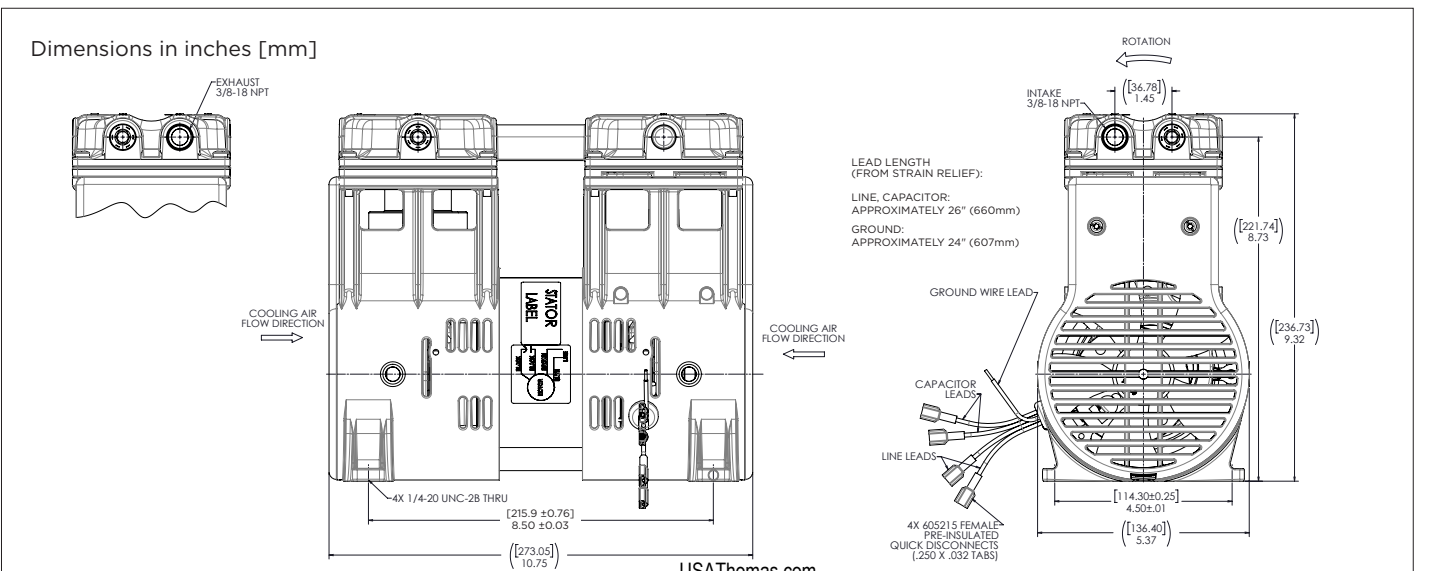 Dimensions in inches [mm]
EXHAUST
3/8-18 NPT
COOLING AIR
FLOW DIRECTION
STATOR
LABEL
4X 1/4-20 UNC-2B THRU
[215.9 ±0.76]
8.50 ±0.03
([273.05])
10.75
COOLING AIR
FLOW DIRECTION
LEAD LENGTH
(FROM STRAIN RELIEF):
LINE, CAPACITOR:
APPROXIMATELY 26" (660mm)
GROUND:
APPROXIMATELY 24" (607mm)
ROTATION
INTAKE
3/8-18 NPT
([36.78])
1.45
([221.74])
8.73
([236.73])
9.32
GROUND WIRE LEAD
CAPACITOR
LEADS
LINE LEADS
4X 605215 FEMALE
PRE-INSULATED
QUICK DISCONNECTS
(.250 X .032 TABS)
[114.30±0.25]
4.50±.01
([136.40])
5.37
USAThomas.com